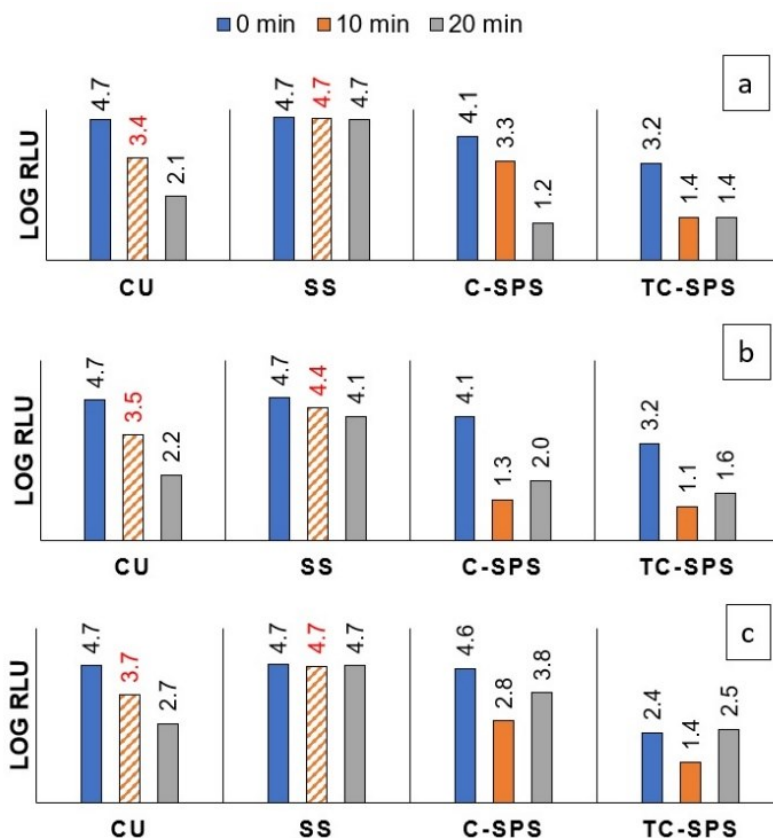 0 min 10 min 20 min
a
LOG RLU
4.7 3.4 2.1 4.7 4.7 4.7 4.1 3.3 1.2 3.2 1.4 1.4
CU SS C-SPS TC-SPS
b
LOG RLU
4.7 3.5 2.2 4.7 4.4 4.1 4.1 1.3 2.0 3.2 1.1 1.6
CU SS C-SPS TC-SPS
c
LOG RLU
4.7 3.7 2.7 4.7 4.7 4.7 4.6 2.8 3.8 2.4 1.4 2.5
CU SS C-SPS TC-SPS